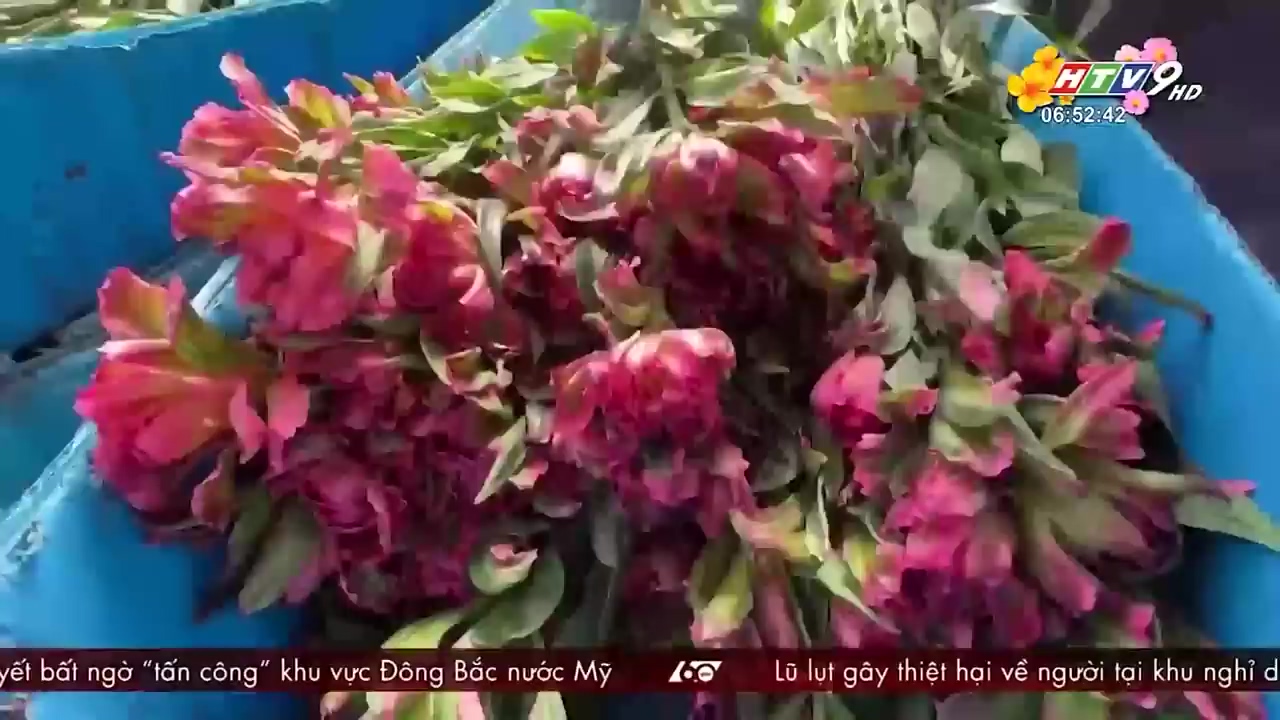 HTV9 HD
06:52:42
yết bất ngờ “tấn công“ khu vực Đông Bắc nước Mỹ
Lũ lụt gây thiệt hại về người tại khu nghỉ d